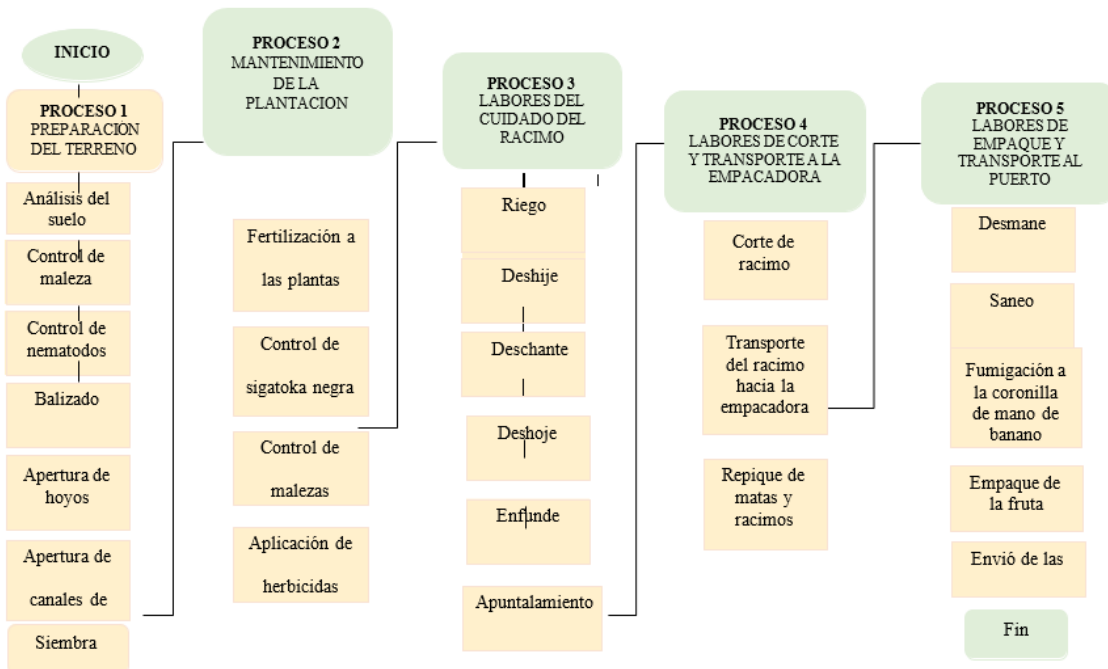 INICIO
PROCESO 1
PREPARACIÓN
DEL TERRENO
Análisis del
suelo
Control de
maleza
Control de
nematodos
Balizado
Apertura de
hoyos
Apertura de
canales de
Siembra
PROCESO 2
MANTENIMIENTO
DE LA
PLANTACION
Fertilización a
las plantas
Control de
sigatoka negra
Control de
malezas
Aplicación de
herbicidas
PROCESO 3
LABORES DEL
CUIDADO DEL
RACIMO
Riego
Deshije
Deschante
Deshoje
Enfunde
Apuntalamiento
PROCESO 4
LABORES DE CORTE
Y TRANSPORTE A LA
EMPACADORA
Corte de
racimo
Transporte
del racimo
hacia la
empacadora
Repique de
matas y
racimos
PROCESO 5
LABORES DE
EMPAQUE Y
TRANSPORTE AL
PUERTO
Desmane
Saneo
Fumigación a
la coronilla
de mano de
banano
Empaque de
la fruta
Envió de las
Fin